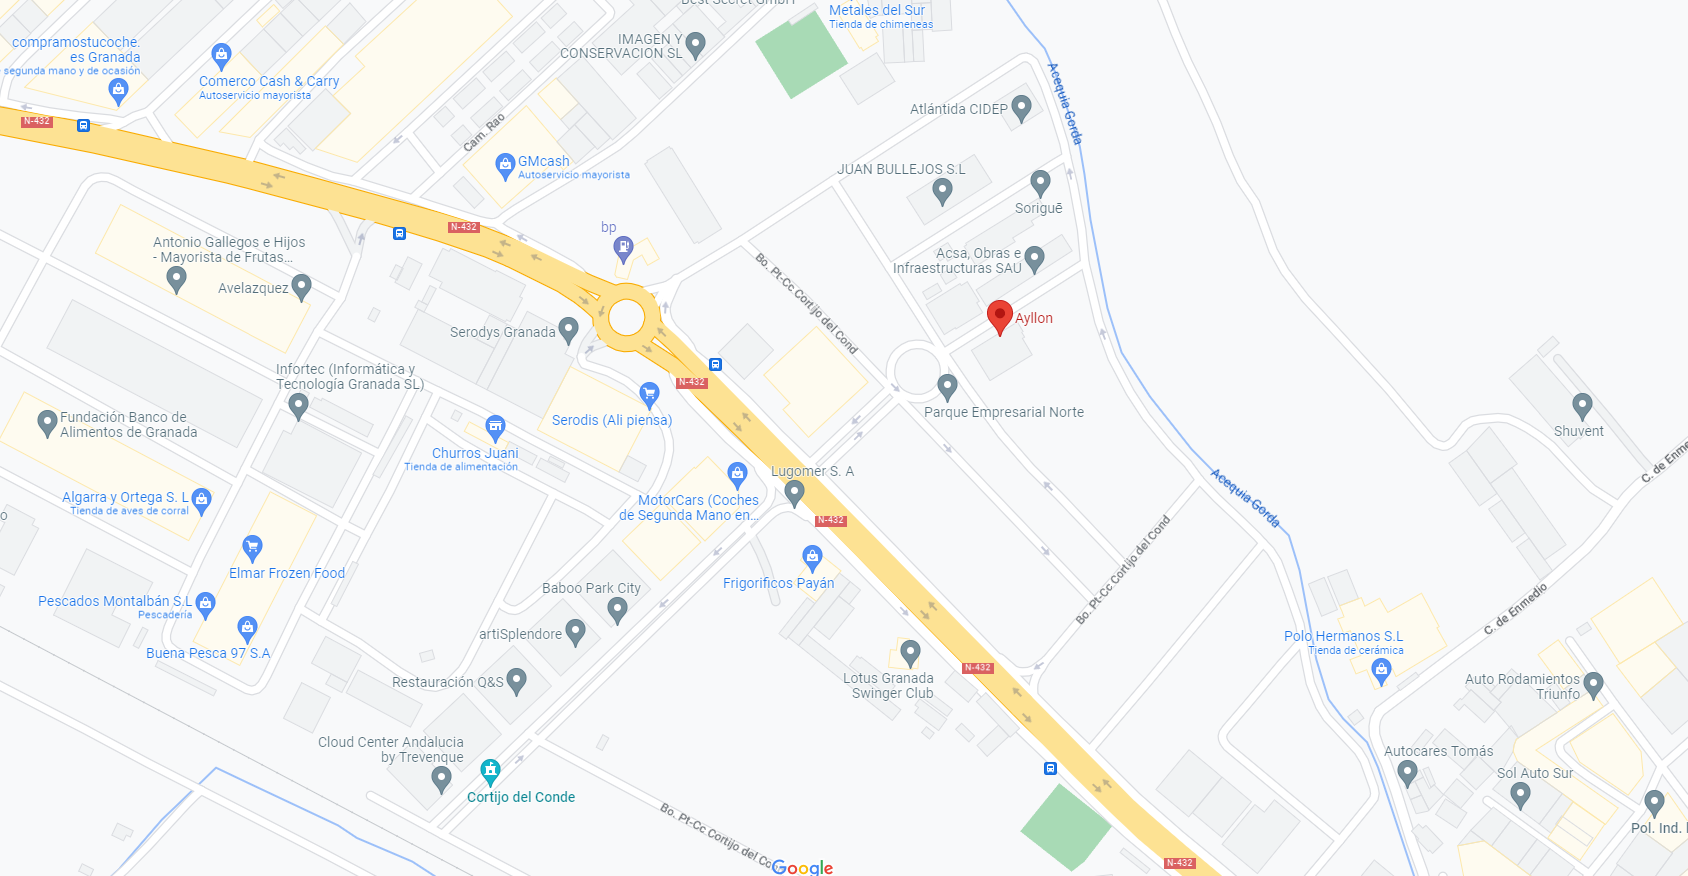 Best Secret GmbH
Metales del Sur
Tienda de chimeneas
compramostucoche.
es Granada
segunda mano y de ocasión
IMAGEN Y
CONSERVACION SL
Comerco Cash & Carry
Autoservicio mayorista
Acequia Gorda
Atlántida CIDEP
N-432
Cam. Rao
GMcash
Autoservicio mayorista
JUAN BULLEJOS S.L
Soriguē
N-432
bp
Antonio Gallegos e Hijos
- Mayorista de Frutas...
Avelazquez
Acsa, Obras e
Infraestructuras SAU
Bo. Pt-Cc Cortijo del Cond
Ayllon
Serodys Granada
Infortec (Informática y
Tecnología Granada SL)
N-432
Parque Empresarial Norte
Serodis (Ali piensa)
Fundación Banco de
Alimentos de Granada
Shuvent
Churros Juani
Tienda de alimentación
Lugomer S. A
C. de Enme
Acequia Gorda
Algarra y Ortega S. L
Tienda de aves de corral
MotorCars (Coches
de Segunda Mano en...
N-432
o
Elmar Frozen Food
Frigorificos Payán
Bo. Pt-Cc Cortijo del Cond
Baboo Park City
Pescados Montalbán S.L
Pescadería
C. de Enmedio
artiSplendore
Polo Hermanos S.L
Tienda de cerámica
Buena Pesca 97 S.A
N-432
Restauración Q&S
Lotus Granada
Swinger Club
Auto Rodamientos
Triunfo
Cloud Center Andalucia
by Trevenque
Autocares Tomás
Sol Auto Sur
Cortijo del Conde
Bo. Pt-Cc Cortijo del Co
Pol. Ind.
Google
N-432